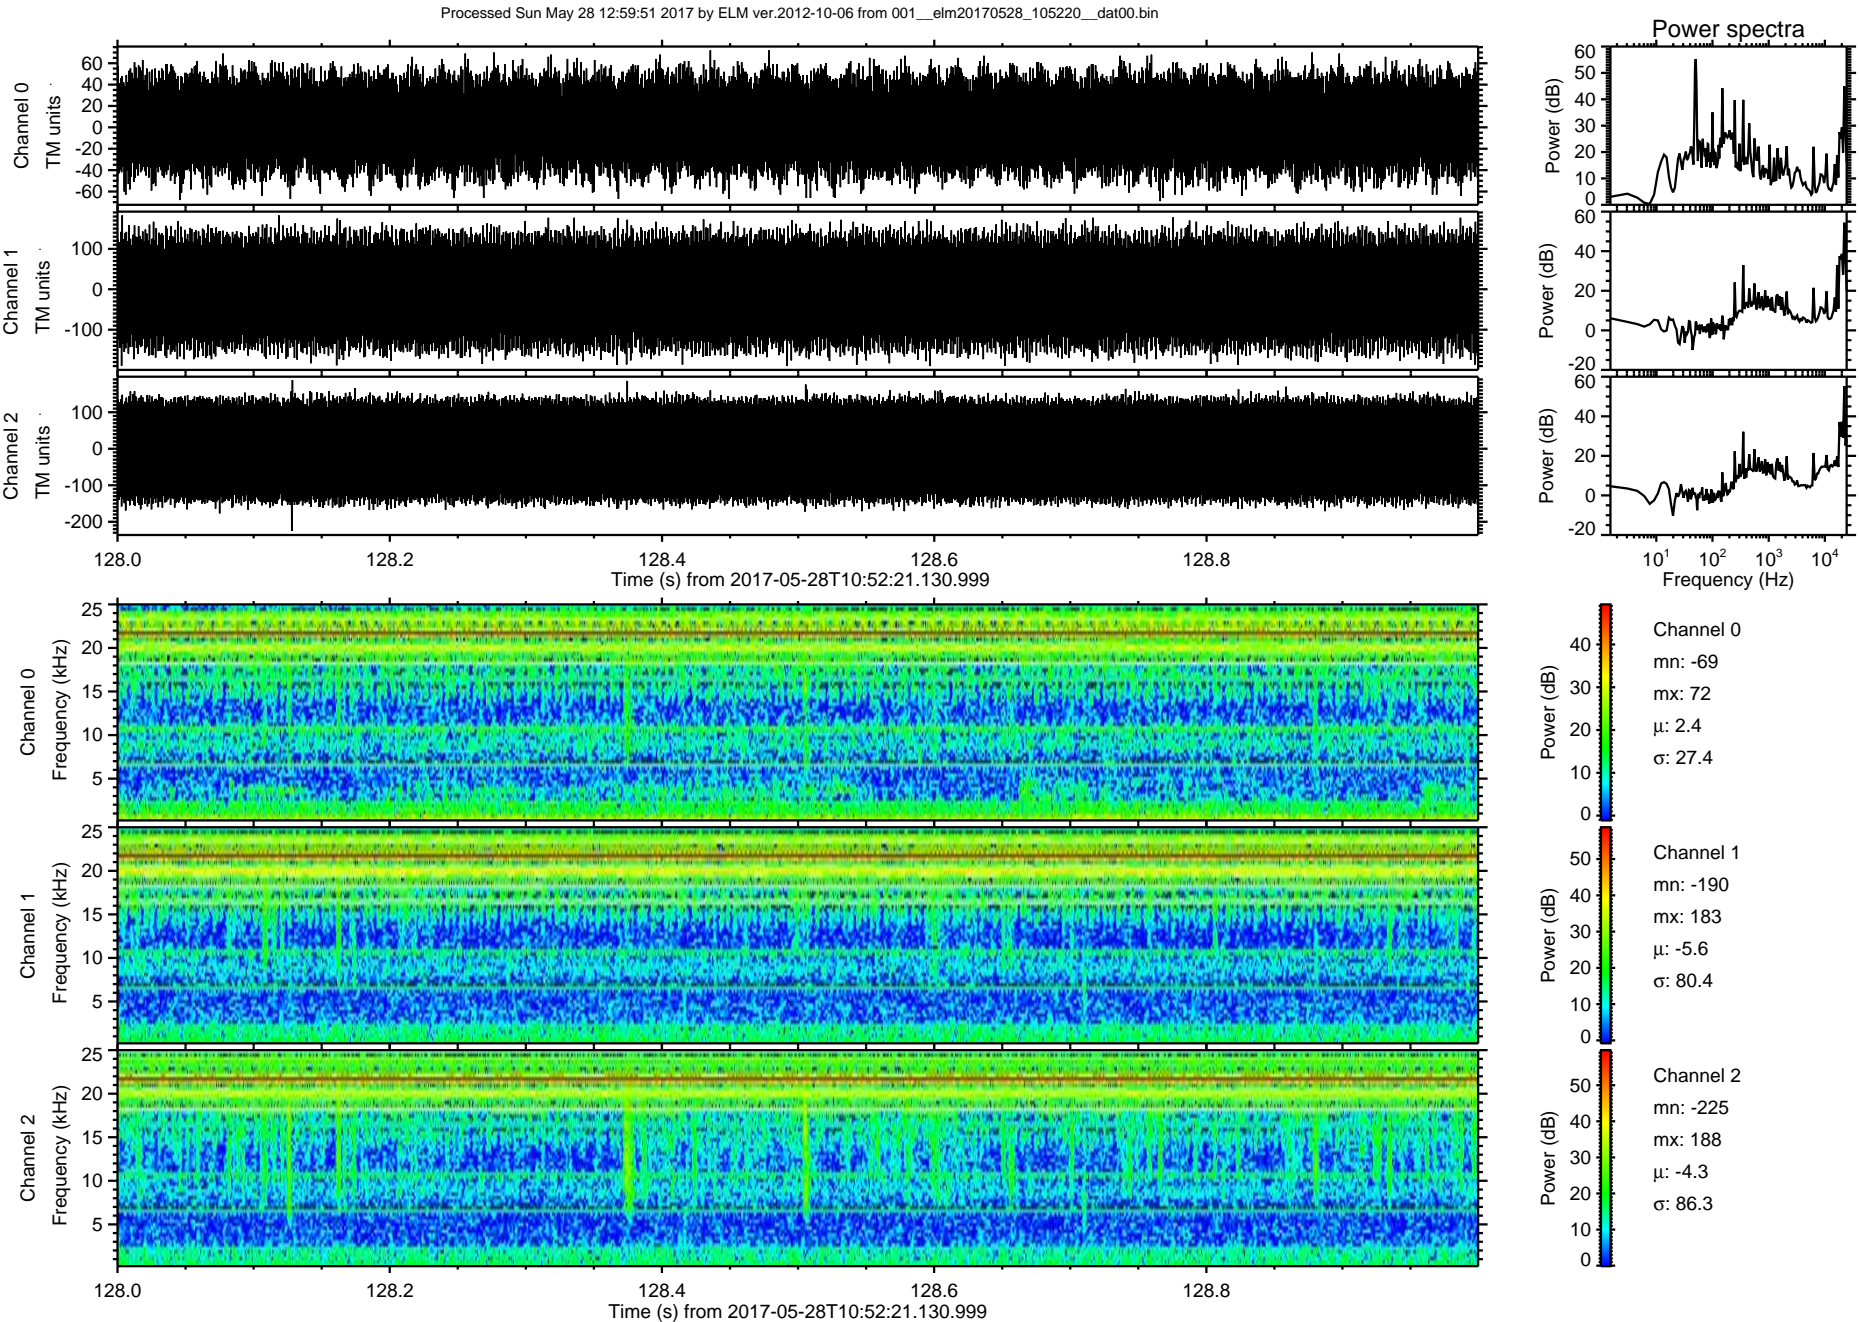 Processed Sun May 28 12:59:51 2017 by ELM ver.2012-10-06 from 001__elm20170528_105220__dat00.bin
Power spectra
Channel 0
TM units
60
40
20
0
-20
-40
-60
Power (dB)
60
50
40
30
20
10
0
Channel 1
TM units
100
0
-100
Power (dB)
60
40
20
0
-20
Channel 2
TM units
100
0
-100
-200
Power (dB)
60
40
20
0
-20
128.0 128.2 128.4 128.6 128.8
Time (s) from 2017-05-28T10:52:21.130.999
10^1 10^2 10^3 10^4
Frequency (Hz)
Channel 0
Frequency (kHz)
25
20
15
10
5
Power (dB)
40
30
20
10
0
Channel 0
mn: -69
mx: 72
μ: 2.4
σ: 27.4
Channel 1
Frequency (kHz)
25
20
15
10
5
Power (dB)
50
40
30
20
10
0
Channel 1
mn: -190
mx: 183
μ: -5.6
σ: 80.4
Channel 2
Frequency (kHz)
25
20
15
10
5
Power (dB)
50
40
30
20
10
0
Channel 2
mn: -225
mx: 188
μ: -4.3
σ: 86.3
128.0 128.2 128.4 128.6 128.8
Time (s) from 2017-05-28T10:52:21.130.999